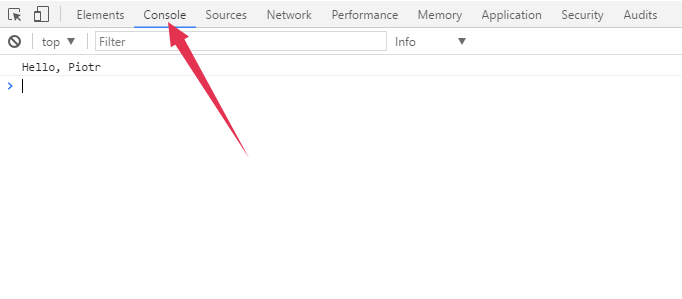 Elements Console Sources Network Performance Memory Application Security Audits
top Filter Info
Hello, Piotr